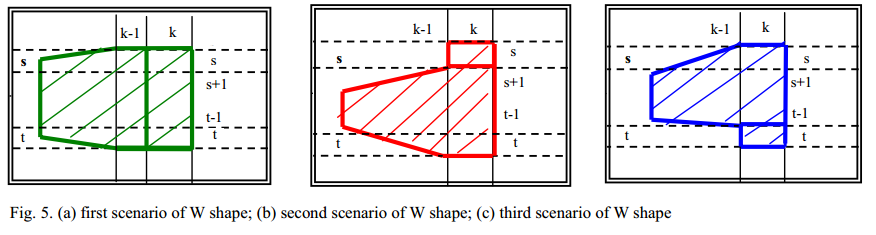 k-1 k
s s
s+1
t-1
t t
k-1 k
s s
s+1
t-1
t t
k-1 k
s s
s+1
t-1
t t
Fig. 5. (a) first scenario of W shape; (b) second scenario of W shape; (c) third scenario of W shape